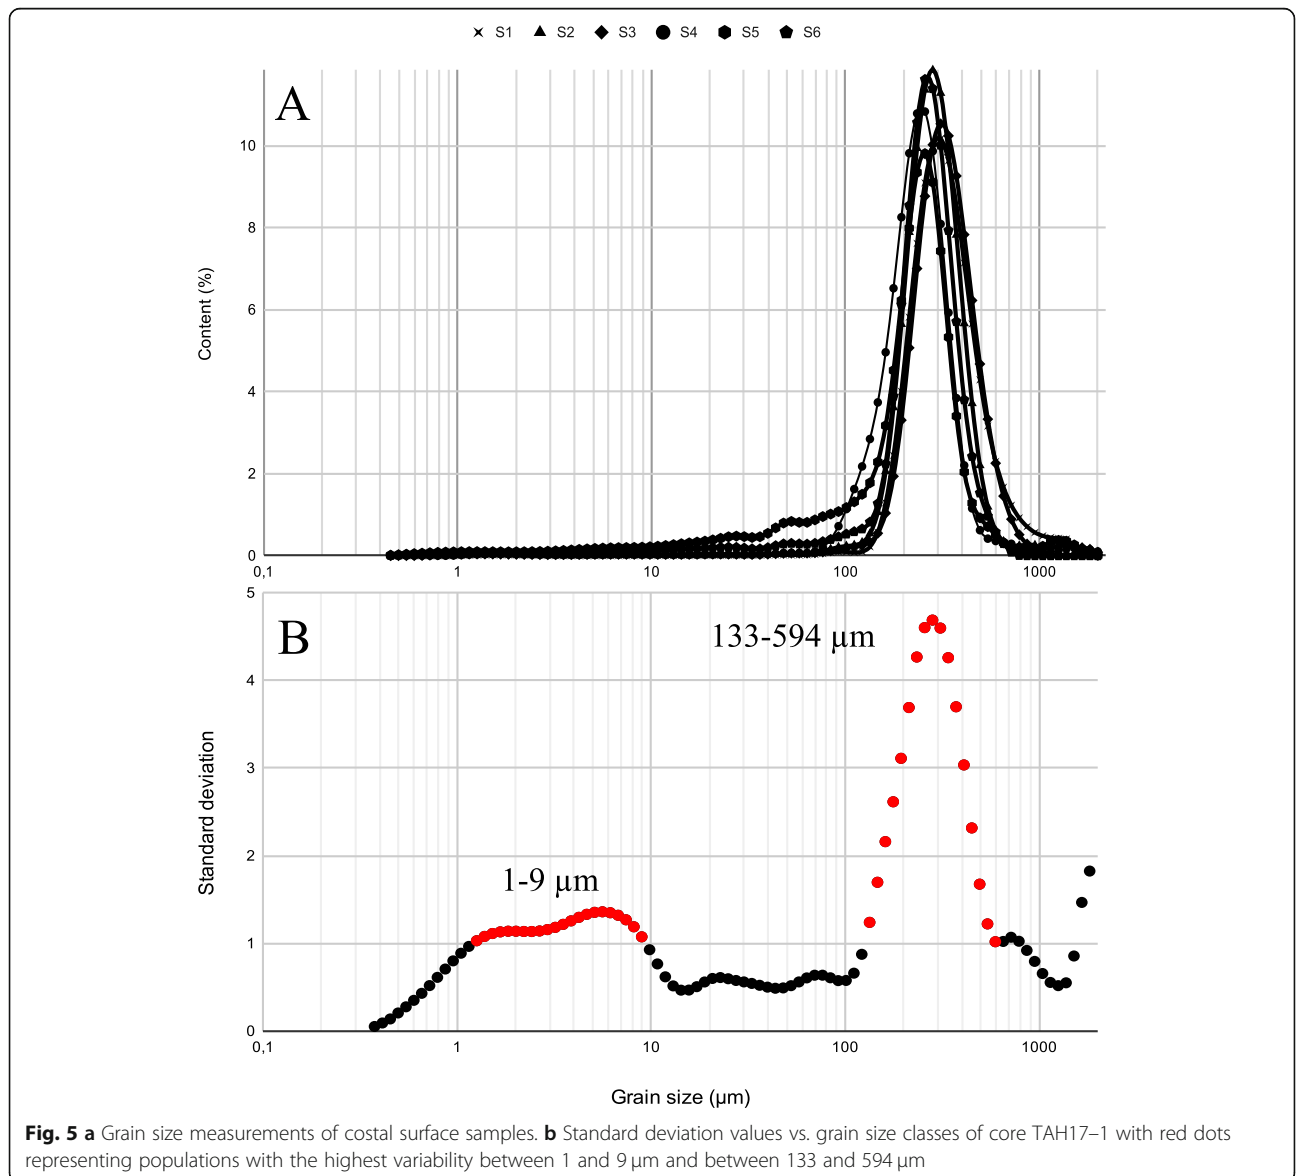 S1 S2 S3 S4 S5 S6
A
10
8
6
4
2
0
Content (%)
0,1 1 10 100 1000
B
133-594 µm
1-9 µm
5
4
3
2
1
0
Standard deviation
0,1 1 10 100 1000
Grain size (µm)
Fig. 5 a Grain size measurements of costal surface samples. b Standard deviation values vs. grain size classes of core TAH17–1 with red dots
representing populations with the highest variability between 1 and 9 µm and between 133 and 594 µm